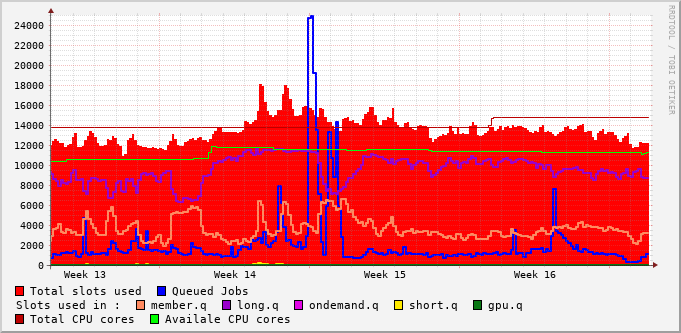 24000
22000
20000
18000
16000
14000
12000
10000
8000
6000
4000
2000
0
Week 13 Week 14 Week 15 Week 16
RRDTOOL / TOBI OETIKER
Total slots used Queued Jobs
Slots used in : member.q long.q ondemand.q short.q gpu.q
Total CPU cores Availale CPU cores